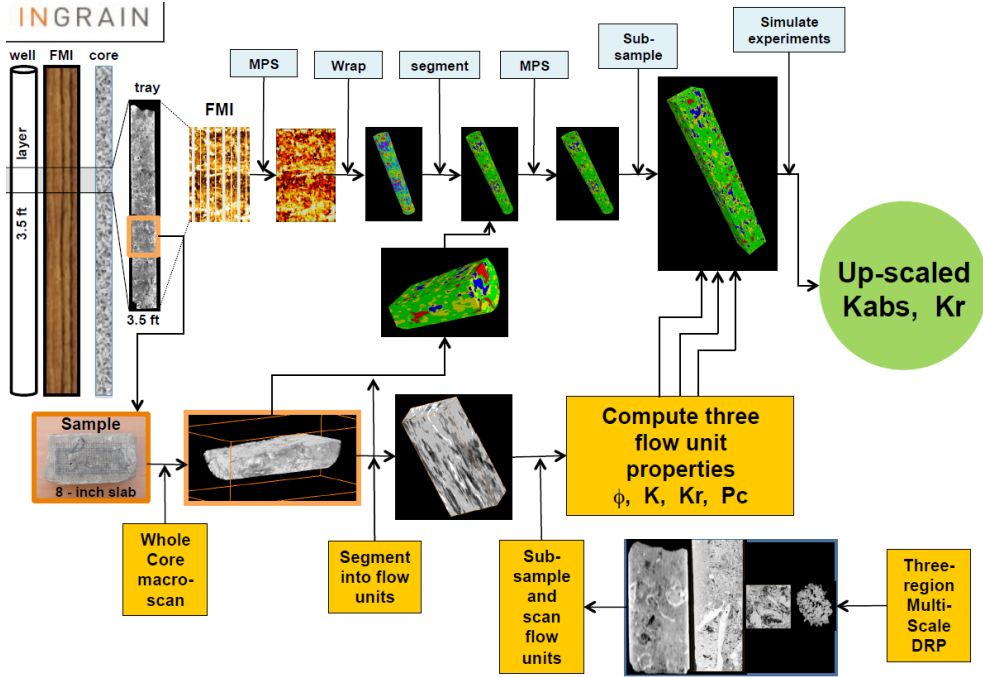 INGRAIN
well
FMI
core
layer
3.5 ft
tray
3.5 ft
FMI
MPS
Wrap
segment
MPS
Sub-
sample
Simulate
experiments
Up-scaled
Kabs, Kr
Sample
8 - inch slab
Compute three
flow unit
properties
ϕ, K, Kr, Pc
Whole
Core
macro-
scan
Segment
into flow
units
Sub-
sample
and
scan
flow
units
Three-
region
Multi-
Scale
DRP